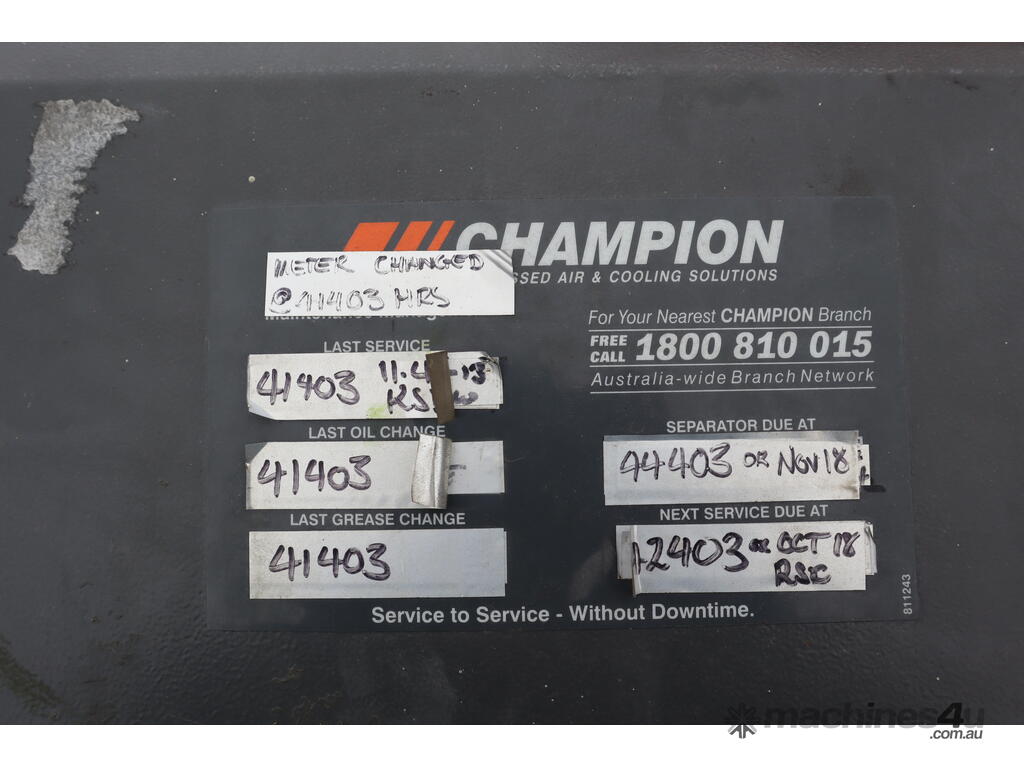 CHAMPION
SSED AIR & COOLING SOLUTIONS
METER CHANGED
@ 41403 HRS
For Your Nearest CHAMPION Branch
FREE CALL 1800 810 015
Australia-wide Branch Network
LAST SERVICE
41403
LAST OIL CHANGE
41403
LAST GREASE CHANGE
41403
SEPARATOR DUE AT
44403 OR NOV 18
NEXT SERVICE DUE AT
42403 OR OCT 18
Service to Service - Without Downtime.
811243
machines4u
.com.au